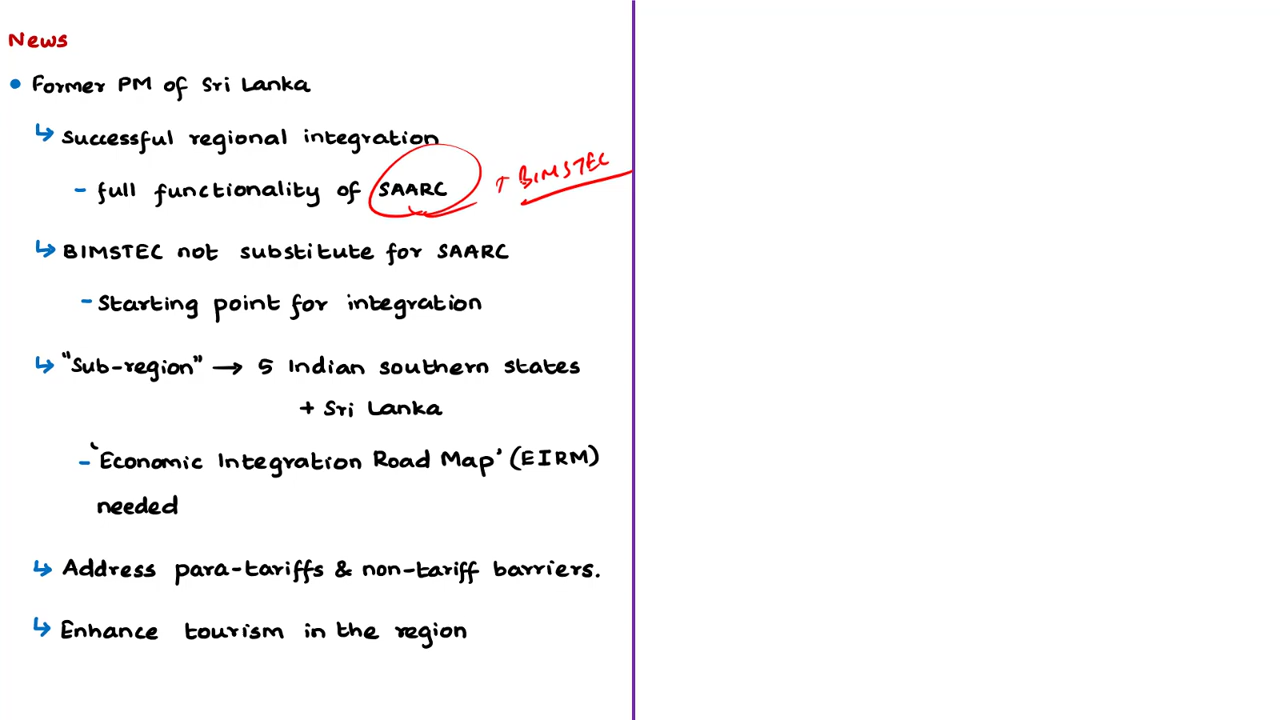 News
• Former PM of Sri Lanka
↳ Successful regional integration
- full functionality of SAARC ↑ BIMSTEC
↳ BIMSTEC not substitute for SAARC
- Starting point for integration
↳ "Sub-region" → 5 Indian southern states
+ Sri Lanka
- 'Economic Integration Road Map' (EIRM)
needed
↳ Address para-tariffs & non-tariff barriers.
↳ Enhance tourism in the region